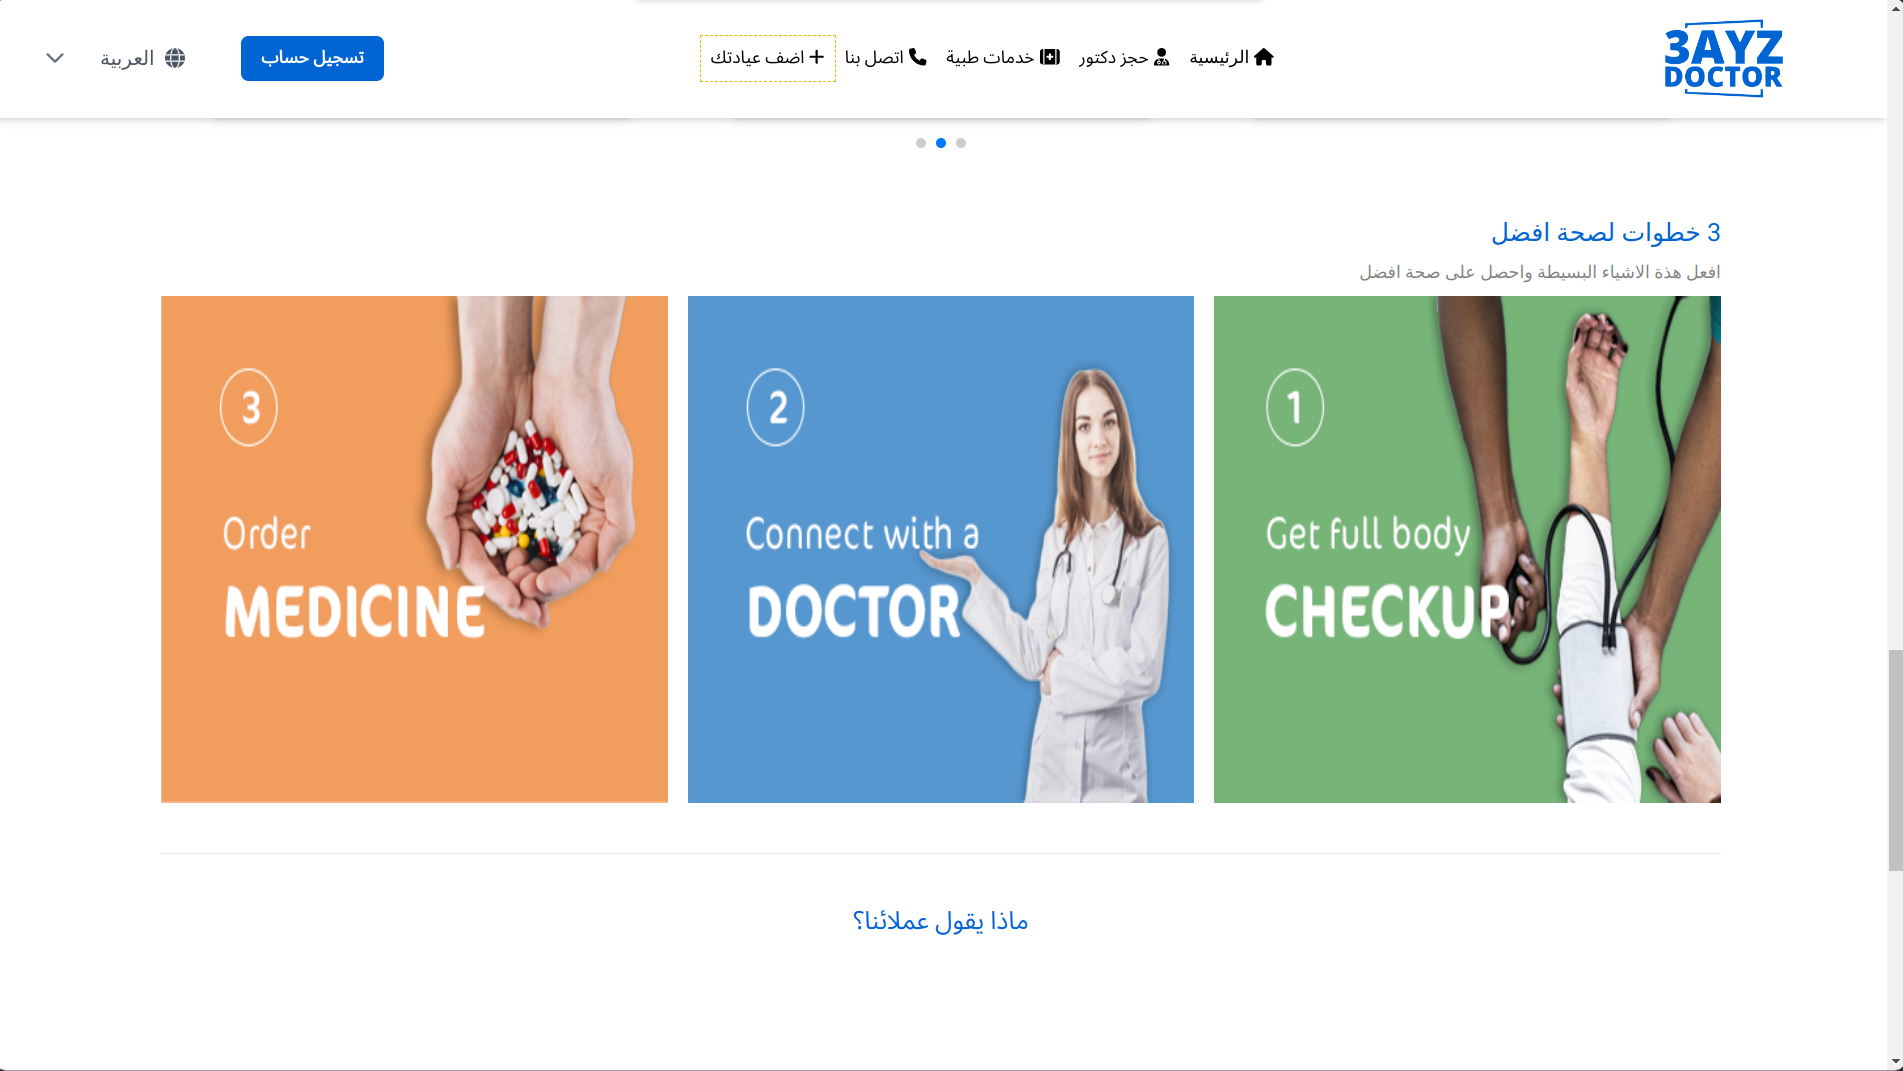 3AYZ
DOCTOR
الرئيسية
حجز دكتور
خدمات طبية
اتصل بنا
اضف عيادتك
تسجيل حساب
العربية
3 خطوات لصحة افضل
افعل هذة الاشياء البسيطة واحصل على صحة افضل
1
Get full body
CHECKUP
2
Connect with a
DOCTOR
3
Order
MEDICINE
ماذا يقول عملائنا؟